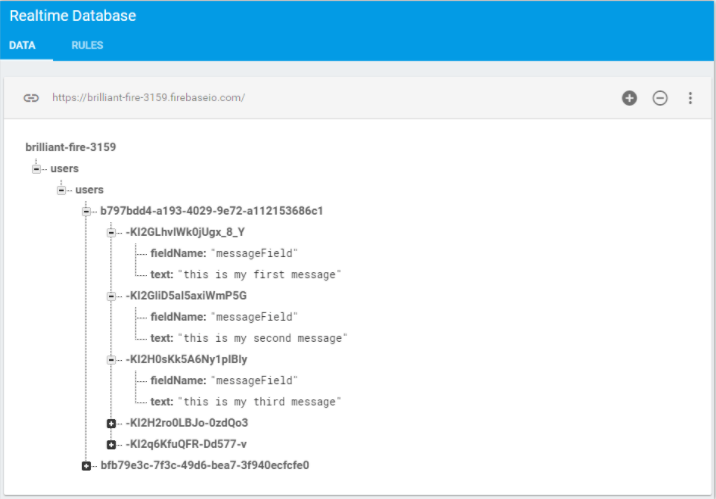 Realtime Database
DATA RULES
https://brilliant-fire-3159.firebaseio.com/
brilliant-fire-3159
users
users
b797bdd4-a193-4029-9e72-a112153686c1
-KI2GLhvlWk0jUgx_8_Y
fieldName: "messageField"
text: "this is my first message"
-KI2GliD5al5axiWmP5G
fieldName: "messageField"
text: "this is my second message"
-KI2H0sKk5A6Ny1plBly
fieldName: "messageField"
text: "this is my third message"
-KI2H2ro0LBJo-0zdQo3
-KI2q6KfuQFR-Dd577-v
bfb79e3c-7f3c-49d6-bea7-3f940ecfcfe0